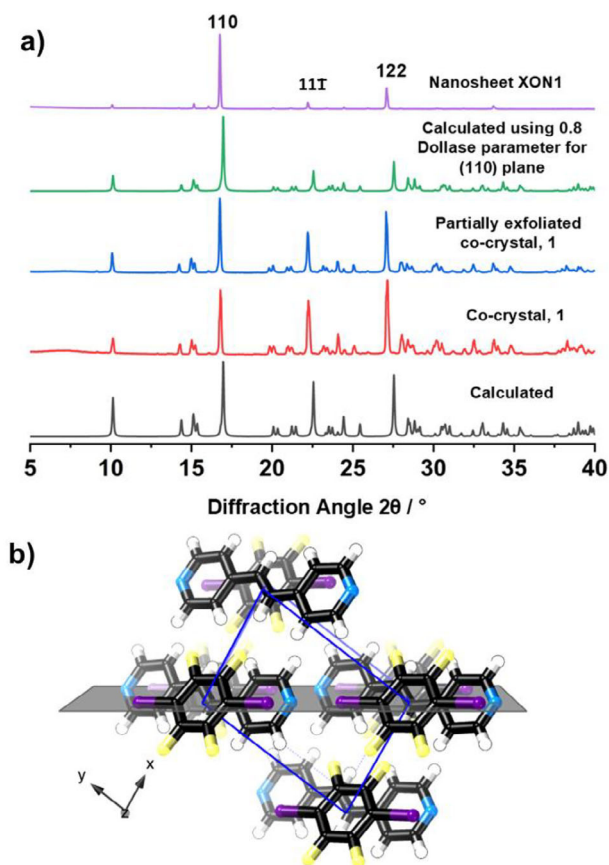 a)
110
111̅
122
Nanosheet XON1
Calculated using 0.8
Dollase parameter for
(110) plane
Partially exfoliated
co-crystal, 1
Co-crystal, 1
Calculated
5 10 15 20 25 30 35 40
Diffraction Angle 2θ / °
b)
y x
z